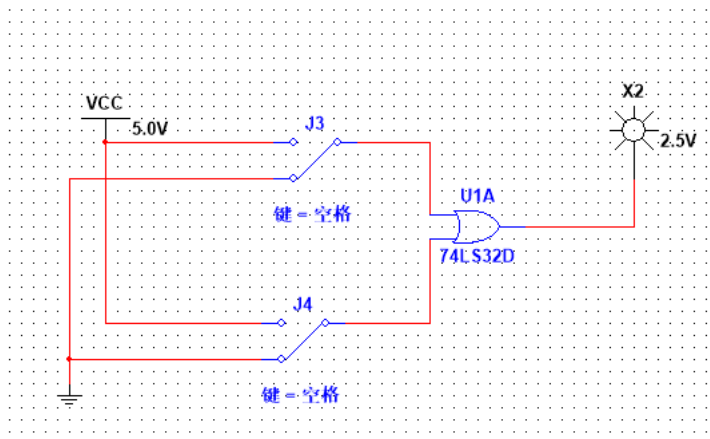 VCC
5.0V
J3
键 = 空格
X2
2.5V
U1A
74LS32D
J4
键 = 空格